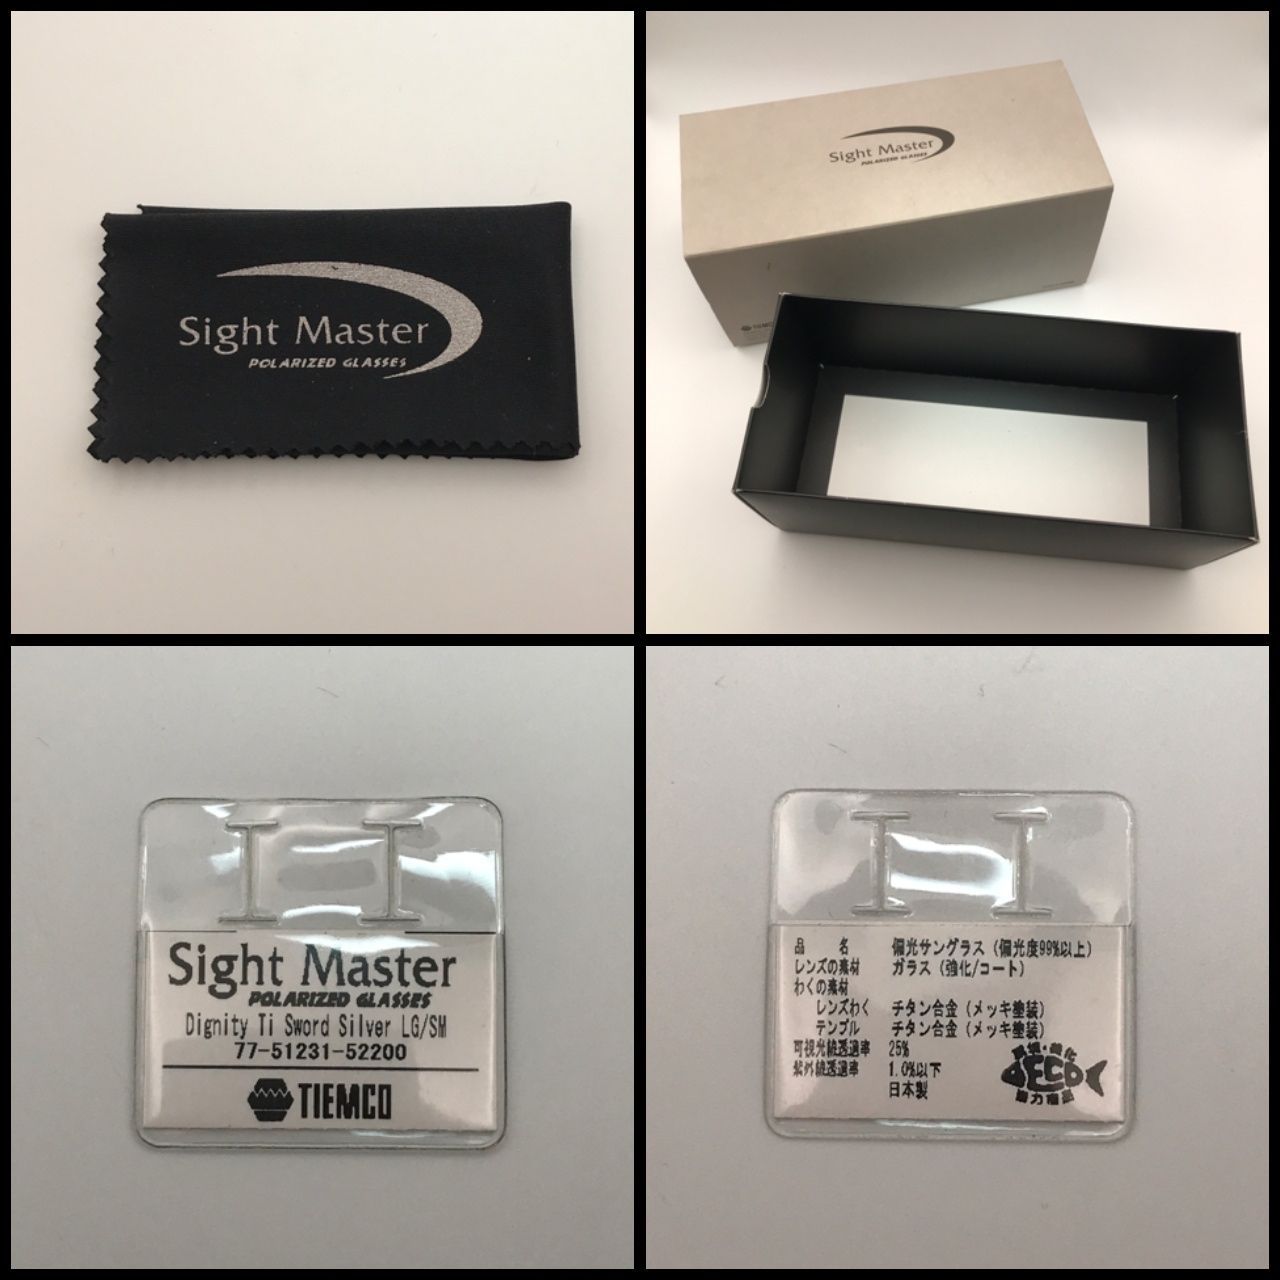 Sight Master
POLARIZED GLASSES
Sight Master
POLARIZED GLASSES
TIEMCO
Sight Master
POLARIZED GLASSES
Dignity Ti Sword Silver LG/SM
77-51231-52200
TIEMCO
品 名 偏光サングラス (偏光度99%以上)
レンズの素材 ガラス (強化/コート)
わくの素材
レンズわく チタン合金 (メッキ塗装)
テンプル チタン合金 (メッキ塗装)
可視光線透過率 25%
紫外線透過率 1.0%以下
日本製
DECO